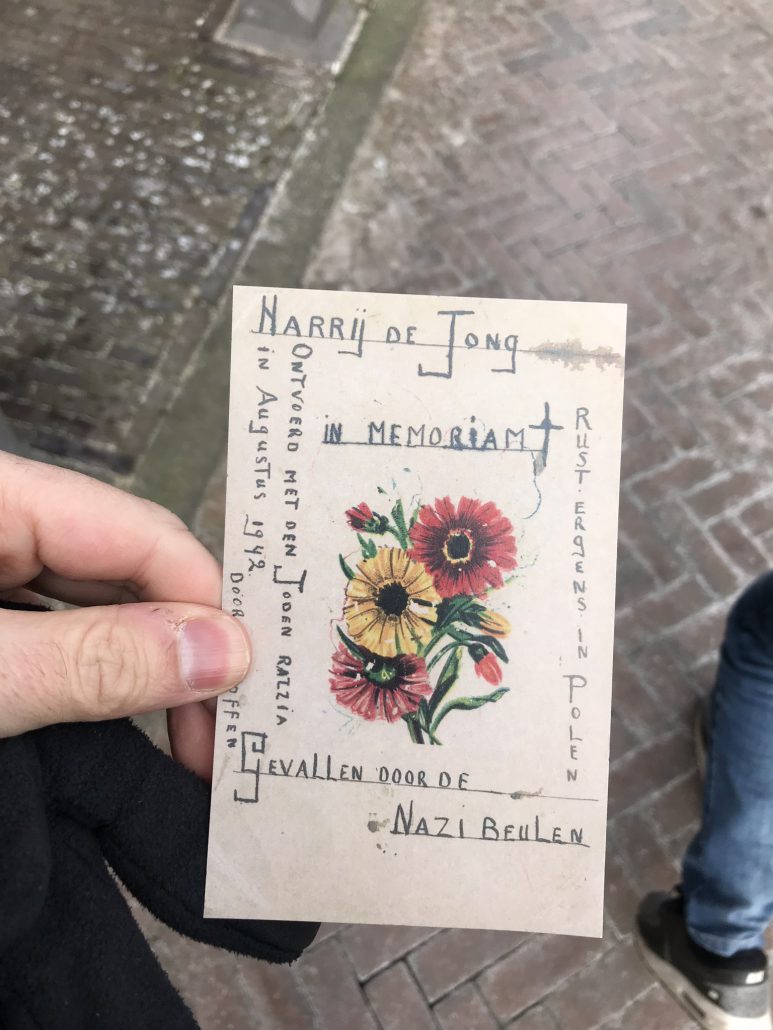 HARRIJ DE JONG
IN MEMORIAM
ONTVOERD MET DEN JODEN RAZZIA
IN AUGUSTUS 1942.
DOOR
RUST ERGENS IN POLEN
GEVALLEN DOOR DE
NAZI BEULEN